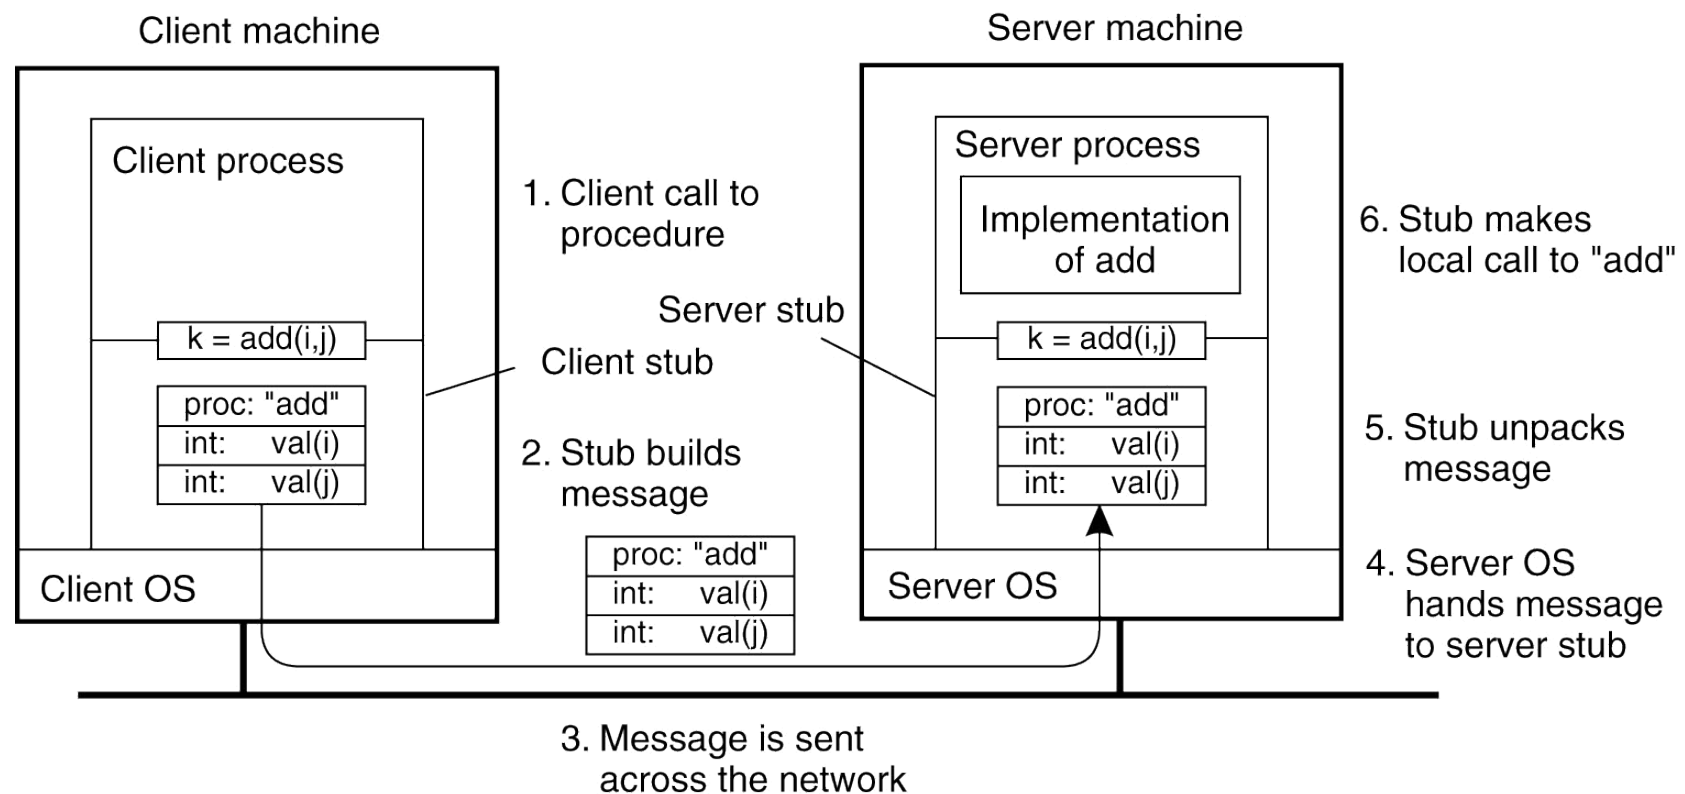 Client machine
Server machine
Client process
1. Client call to
procedure
Server process
Implementation
of add
6. Stub makes
local call to "add"
Server stub
k = add(i,j)
Client stub
k = add(i,j)
proc: "add"
int: val(i)
int: val(j)
2. Stub builds
message
proc: "add"
int: val(i)
int: val(j)
proc: "add"
int: val(i)
int: val(j)
5. Stub unpacks
message
Client OS
Server OS
4. Server OS
hands message
to server stub
3. Message is sent
across the network